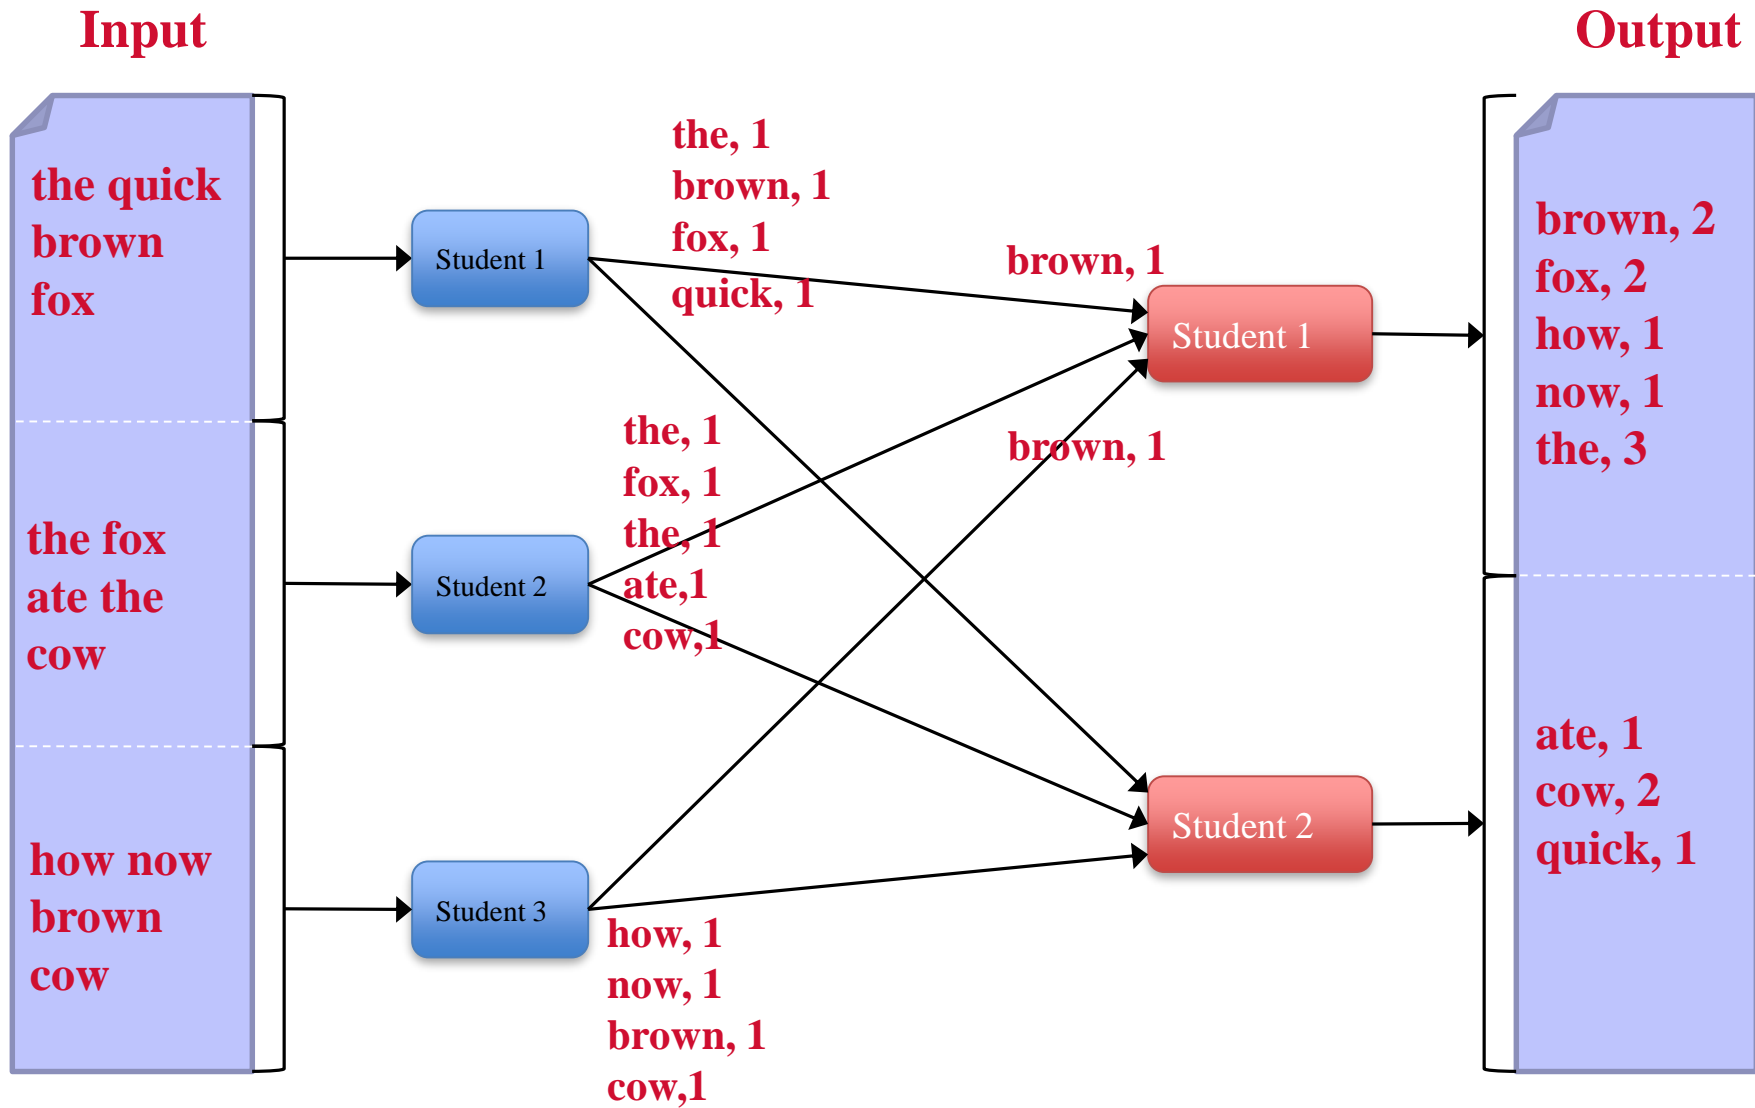 Input
Output
the quick
brown
fox
Student 1
the, 1
brown, 1
fox, 1
quick, 1
brown, 1
Student 1
brown, 2
fox, 2
how, 1
now, 1
the, 3
the fox
ate the
cow
Student 2
the, 1
fox, 1
the, 1
ate,1
cow,1
brown, 1
how now
brown
cow
Student 3
how, 1
now, 1
brown, 1
cow,1
Student 2
ate, 1
cow, 2
quick, 1